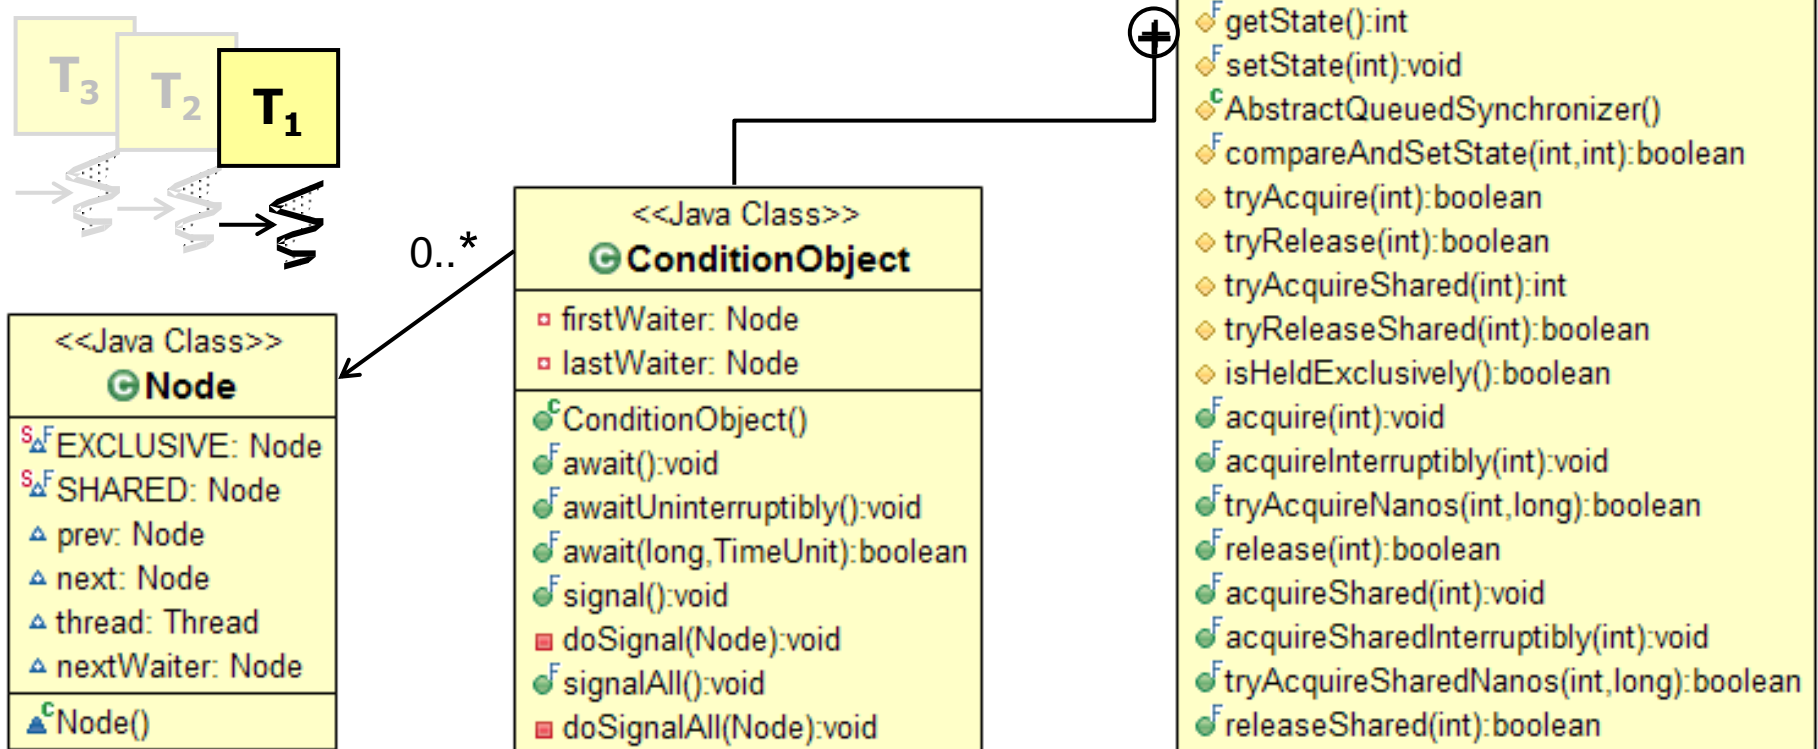 T3
T2
T1
0..*
<<Java Class>>
C Node
S F EXCLUSIVE: Node
S F SHARED: Node
prev: Node
next: Node
thread: Thread
nextWaiter: Node
C Node()
<<Java Class>>
C ConditionObject
firstWaiter: Node
lastWaiter: Node
C ConditionObject()
F await():void
F awaitUninterruptibly():void
F await(long,TimeUnit):boolean
F signal():void
doSignal(Node):void
F signalAll():void
doSignalAll(Node):void
F getState():int
F setState(int):void
C AbstractQueuedSynchronizer()
F compareAndSetState(int,int):boolean
tryAcquire(int):boolean
tryRelease(int):boolean
tryAcquireShared(int):int
tryReleaseShared(int):boolean
isHeldExclusively():boolean
F acquire(int):void
F acquireInterruptibly(int):void
F tryAcquireNanos(int,long):boolean
F release(int):boolean
F acquireShared(int):void
F acquireSharedInterruptibly(int):void
F tryAcquireSharedNanos(int,long):boolean
F releaseShared(int):boolean